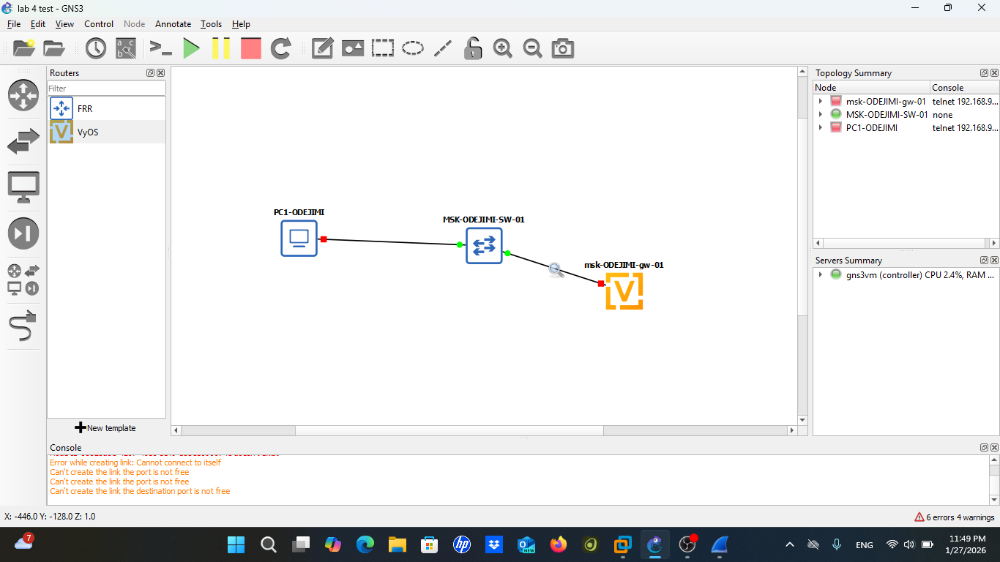 lab 4 test - GNS3
File Edit View Control Node Annotate Tools Help
Routers
Filter
FRR
VyOS
New template
PC1-ODEJIMI
MSK-ODEJIMI-SW-01
msk-ODEJIMI-gw-01
Topology Summary
Node Console
msk-ODEJIMI-gw-01 telnet 192.168.9...
MSK-ODEJIMI-SW-01 none
PC1-ODEJIMI telnet 192.168.9...
Servers Summary
gns3vm (controller) CPU 2.4%, RAM ...
Console
Error while creating link: Cannot connect to itself
Can't create the link the port is not free
Can't create the link the port is not free
Can't create the link the destination port is not free
X: -446.0 Y: -128.0 Z: 1.0
6 errors 4 warnings
7
NEW
ENG
11:49 PM
1/27/2026